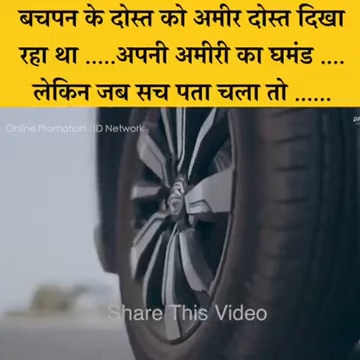 बचपन के दोस्त को अमीर दोस्त दिखा
रहा था .....अपनी अमीरी का घमंड ....
लेकिन जब सच पता चला तो ......
Online Promotion : ID Network
Share This Video